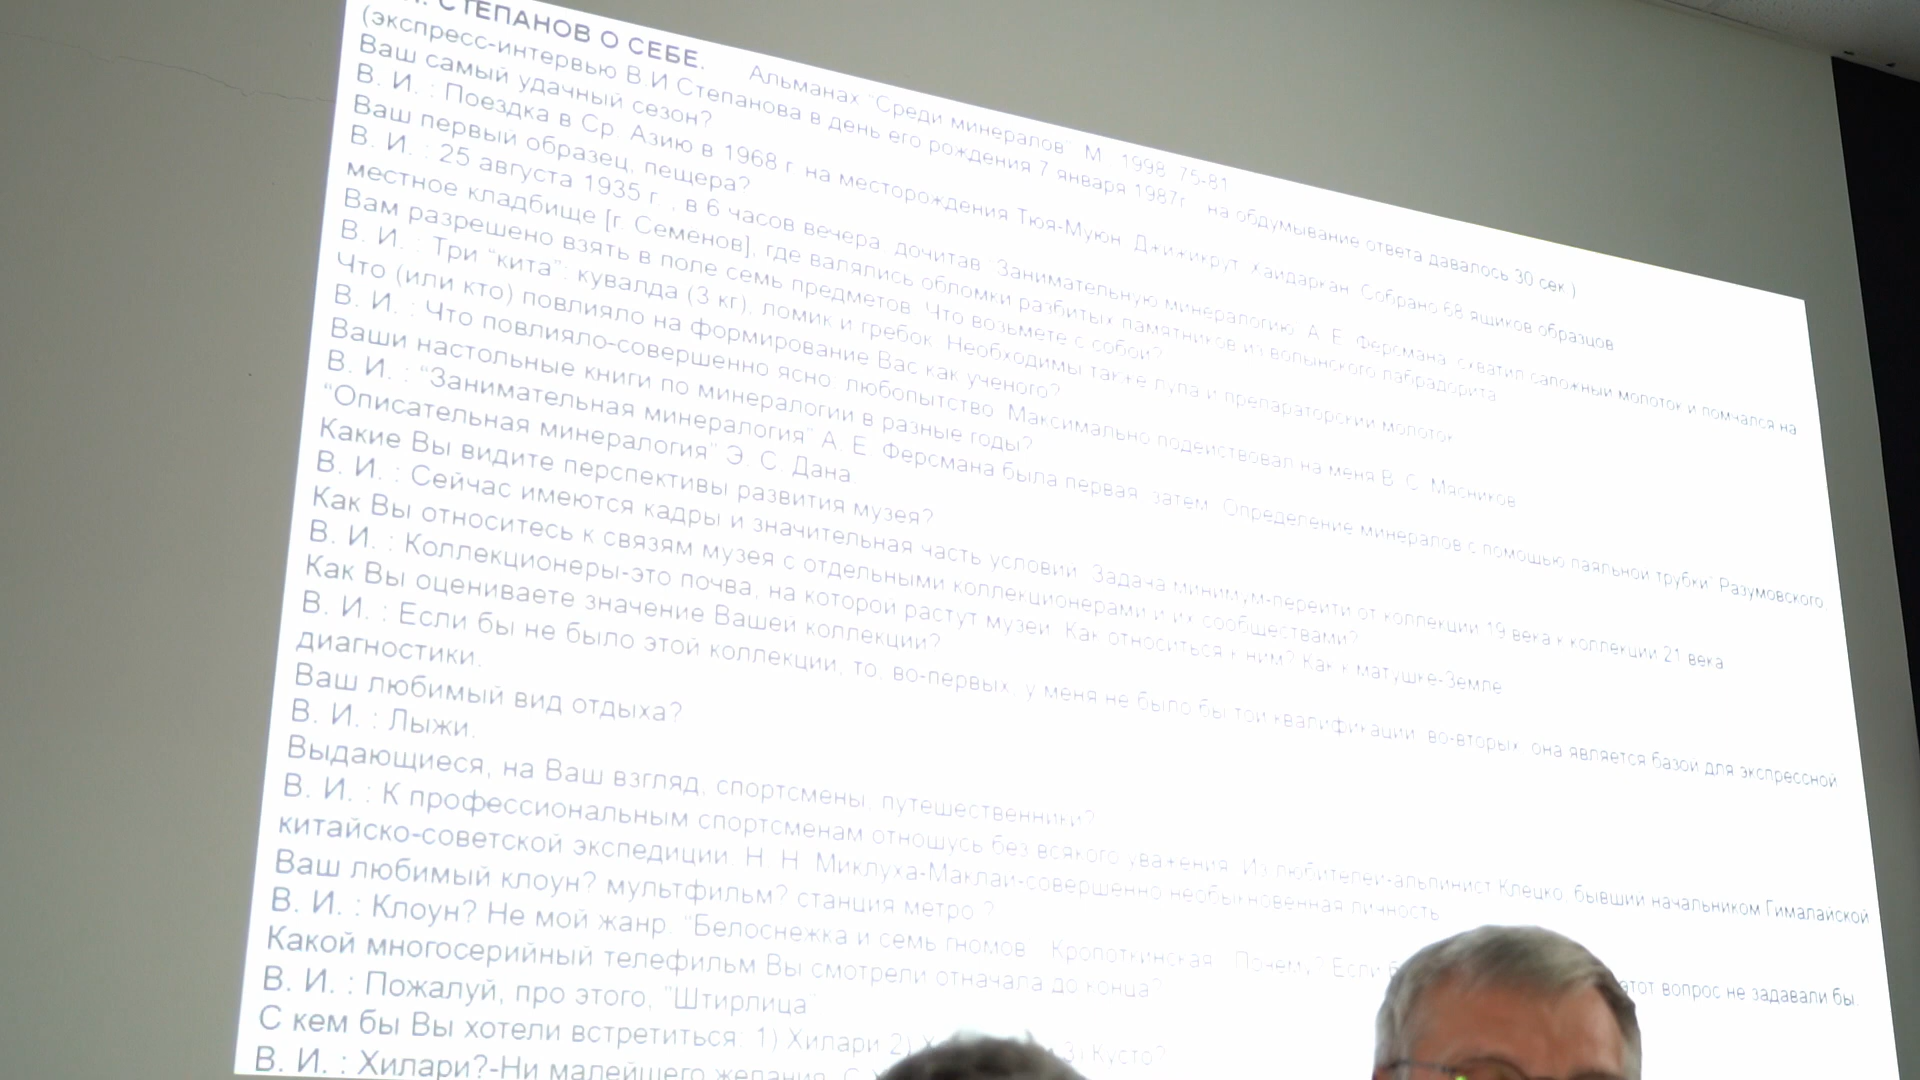 СТЕПАНОВ О СЕБЕ. Альманах "Среди минералов" М. 1998 75-81
(экспресс-интервью В.И Степанова в день его рождения 7 января 1987г. на обдумывание ответа давалось 30 сек.)
Ваш самый удачный сезон?
В. И. : Поездка в Ср. Азию в 1968 г. на месторождения Тюя-Муюн, Джижикрут, Хаидаркан. Собрано 68 ящиков образцов
Ваш первый образец, пещера?
В. И. : 25 августа 1935 г. , в 6 часов вечера, дочитав "Занимательную минералогию" А. Е. Ферсмана, схватил сапожный молоток и помчался на
местное кладбище [г. Семенов], где валялись обломки разбитых памятников из волынского лабрадорита.
Вам разрешено взять в поле семь предметов. Что возьмете с собой?
В. И. : Три "кита": кувалда (3 кг), ломик и гребок. Необходимы также лупа и препараторский молоток
Что (или кто) повлияло на формирование Вас как ученого?
В. И. : Что повлияло-совершенно ясно: любопытство. Максимально подействовал на меня В. С. Мясников
Ваши настольные книги по минералогии в разные годы?
В. И. : "Занимательная минералогия" А. Е. Ферсмана была первая, затем "Определение минералов с помощью паяльной трубки" Разумовского,
"Описательная минералогия" Э. С. Дана.
Какие Вы видите перспективы развития музея?
В. И. : Сейчас имеются кадры и значительная часть условий. Задача минимум-перейти от коллекции 19 века к коллекции 21 века
Как Вы относитесь к связям музея с отдельными коллекционерами и их сообществами?
В. И. : Коллекционеры-это почва, на которой растут музеи. Как относиться к ним? Как к матушке-Земле
Как Вы оцениваете значение Вашей коллекции?
В. И. : Если бы не было этой коллекции, то, во-первых, у меня не было бы той квалификации, во-вторых, она является базой для экспрессной
диагностики.
Ваш любимый вид отдыха?
В. И. : Лыжи.
Выдающиеся, на Ваш взгляд, спортсмены, путешественники?
В. И. : К профессиональным спортсменам отношусь без всякого уважения. Из любителей-альпинист Клецко, бывший начальником Гималайской
китайско-советской экспедиции. Н. Н. Миклуха-Маклай-совершенно необыкновенная личность
Ваш любимый клоун? мультфильм? станция метро ?
В. И. : Клоун? Не мой жанр. "Белоснежка и семь гномов". Кропоткинская. Почему? Если этот вопрос не задавали бы.
Какой многосерийный телефильм Вы смотрели отначала до конца?
В. И. : Пожалуй, про этого, "Штирлица"
С кем бы Вы хотели встретиться: 1) Хилари 2) 3) Кусто?
В. И. : Хилари?-Ни малейшего желания. С